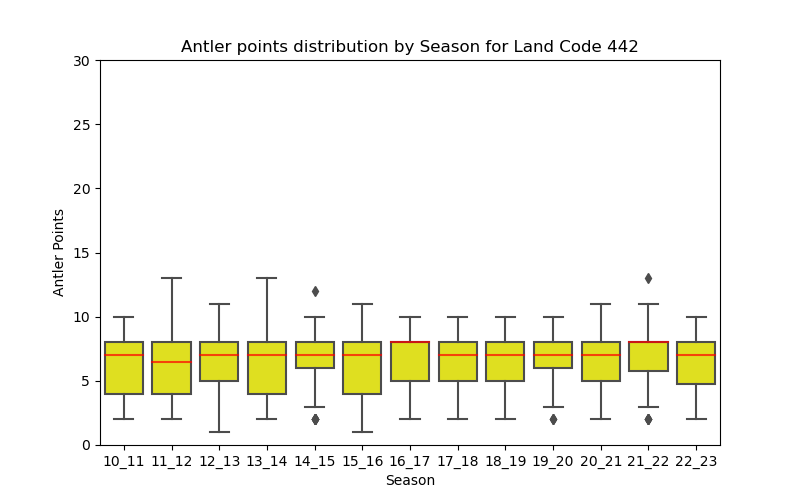 Antler points distribution by Season for Land Code 442
30
25
20
15
10
5
0
Antler Points
10_11 11_12 12_13 13_14 14_15 15_16 16_17 17_18 18_19 19_20 20_21 21_22 22_23
Season